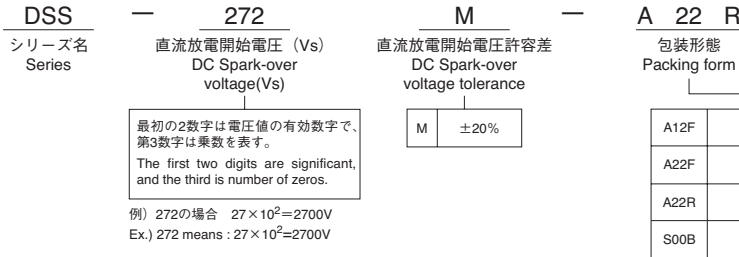 DSS — 272 M — A 22 R
シリーズ名
Series
直流放電開始電圧（Vs）
DC Spark-over
voltage(Vs)
直流放電開始電圧許容差
DC Spark-over
voltage tolerance
包装形態
Packing form
最初の2数字は電圧値の有効数字で、
第3数字は乗数を表す。
The first two digits are significant,
and the third is number of zeros.
例）272の場合 27×10²＝2700V
Ex.) 272 means : 27×10²=2700V
M ±20%
A12F
A22F
A22R
S00B